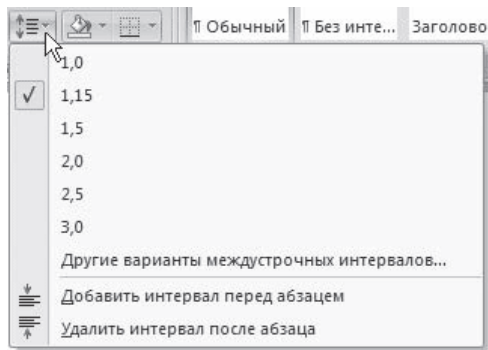 ¶ Обычный ¶ Без инте... Заголово
1,0
1,15
1,5
2,0
2,5
3,0
Другие варианты междустрочных интервалов...
Добавить интервал перед абзацем
Удалить интервал после абзаца